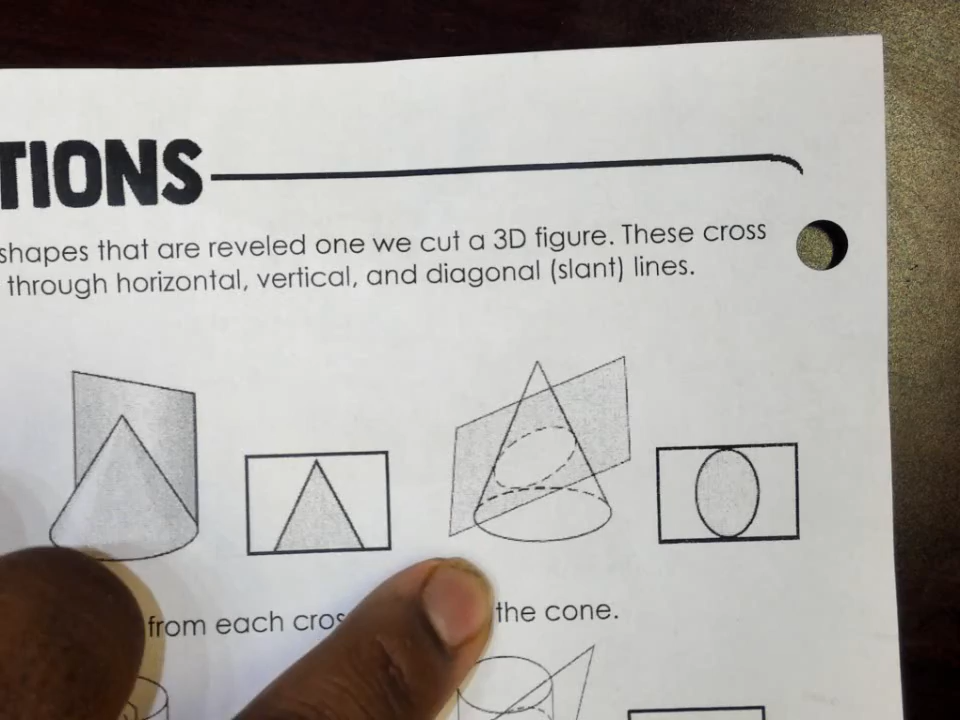 TIONS
shapes that are reveled one we cut a 3D figure. These cross
through horizontal, vertical, and diagonal (slant) lines.
from each cros the cone.